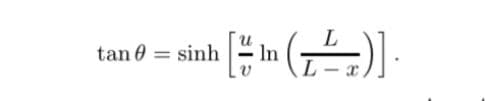 tan θ = sinh [ u/v ln ( L / (L − x) ) ] .